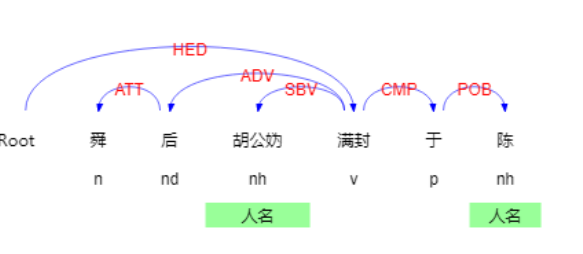 HED
ADV
ATT SBV CMP POB
Root 舜 后 胡公妫 满封 于 陈
n nd nh v p nh
人名 人名